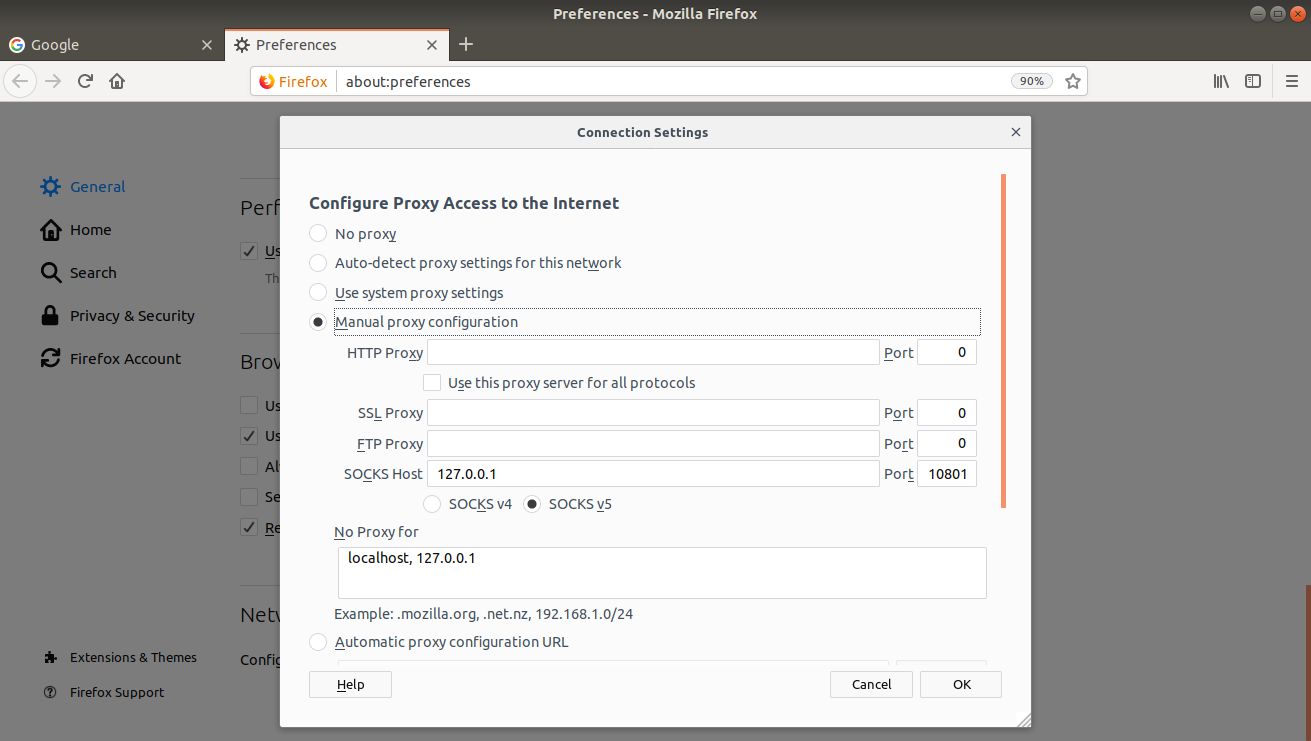 Preferences - Mozilla Firefox
Google
Preferences
Firefox about:preferences 90%
Connection Settings
General
Home
Search
Privacy & Security
Firefox Account
Extensions & Themes
Firefox Support
Perf
Us
Th
Brow
Us
Us
Al
Se
Re
Netw
Config
Configure Proxy Access to the Internet
No proxy
Auto-detect proxy settings for this network
Use system proxy settings
Manual proxy configuration
HTTP Proxy Port 0
Use this proxy server for all protocols
SSL Proxy Port 0
FTP Proxy Port 0
SOCKS Host 127.0.0.1 Port 10801
SOCKS v4 SOCKS v5
No Proxy for
localhost, 127.0.0.1
Example: .mozilla.org, .net.nz, 192.168.1.0/24
Automatic proxy configuration URL
Help Cancel OK